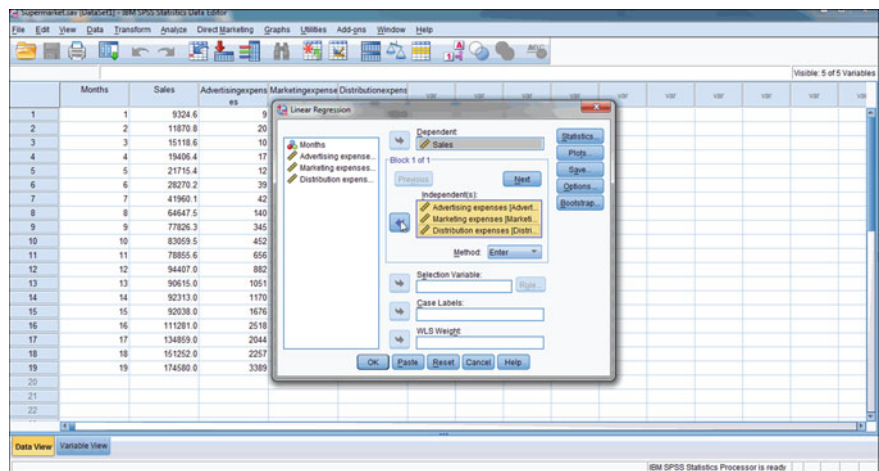 Supermarket.sav [DataSet1] - IBM SPSS Statistics Data Editor
File Edit View Data Transform Analyze Direct Marketing Graphs Utilities Add-ons Window Help
Visible: 5 of 5 Variables
Months Sales Advertisingexpenses Marketingexpense Distributionexpens var var var var var var var var
1 1 9324.6 9
2 2 11870.8 20
3 3 15118.6 10
4 4 19406.4 17
5 5 21715.4 12
6 6 28270.2 39
7 7 41960.1 42
8 8 64647.5 140
9 9 77826.3 345
10 10 83059.5 452
11 11 78855.6 656
12 12 94407.0 882
13 13 90615.0 1051
14 14 92313.0 1170
15 15 92038.0 1676
16 16 111281.0 2518
17 17 134859.0 2044
18 18 151252.0 2257
19 19 174580.0 3389
20
21
22
Linear Regression
Months
Advertising expense...
Marketing expenses...
Distribution expens...
Dependent:
Sales
Block 1 of 1
Previous Next
Independent(s):
Advertising expenses [Advert...
Marketing expenses [Marketi...
Distribution expenses [Distri...
Method: Enter
Selection Variable:
Rule...
Case Labels:
WLS Weight:
Statistics...
Plots...
Save...
Options...
Bootstrap...
OK Paste Reset Cancel Help
Data View Variable View
IBM SPSS Statistics Processor is ready